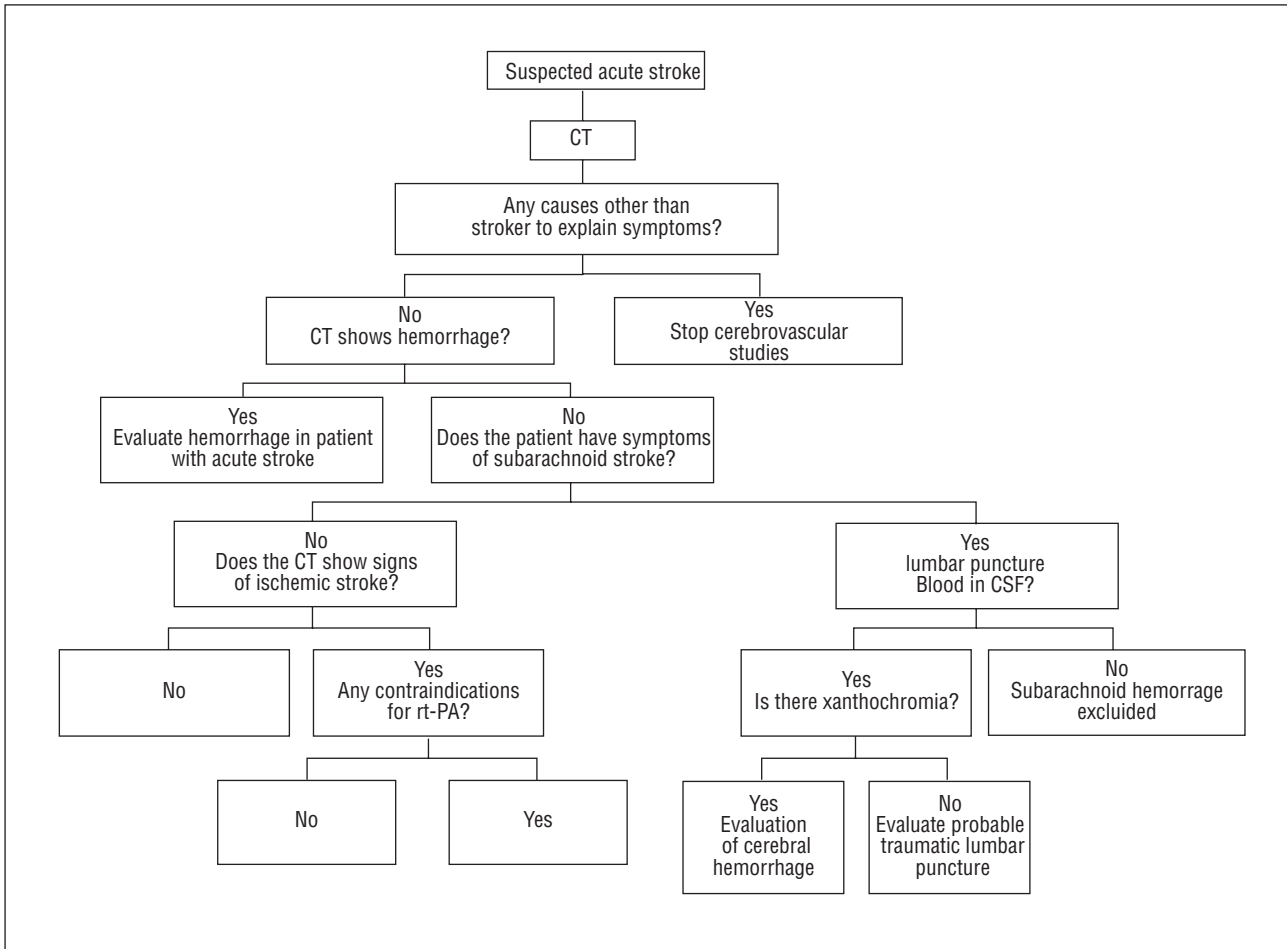 Suspected acute stroke
CT
Any causes other than
stroker to explain symptoms?
No
CT shows hemorrhage?
Yes
Stop cerebrovascular
studies
Yes
Evaluate hemorrhage in patient
with acute stroke
No
Does the patient have symptoms
of subarachnoid stroke?
No
Does the CT show signs
of ischemic stroke?
Yes
lumbar puncture
Blood in CSF?
No
Yes
Any contraindications
for rt-PA?
Yes
Is there xanthochromia?
No
Subarachnoid hemorrage
excluided
No
Yes
Yes
Evaluation
of cerebral
hemorrhage
No
Evaluate probable
traumatic lumbar
puncture